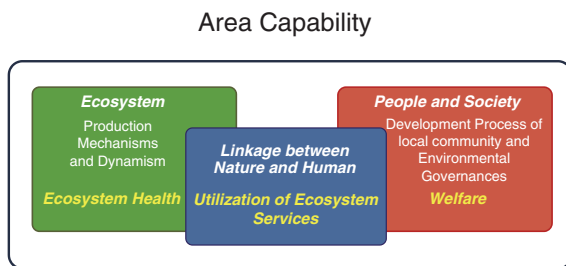 Area Capability
Ecosystem
Production
Mechanisms
and Dynamism
Ecosystem Health
Linkage between
Nature and Human
Utilization of Ecosystem
Services
People and Society
Development Process of
local community and
Environmental
Governances
Welfare